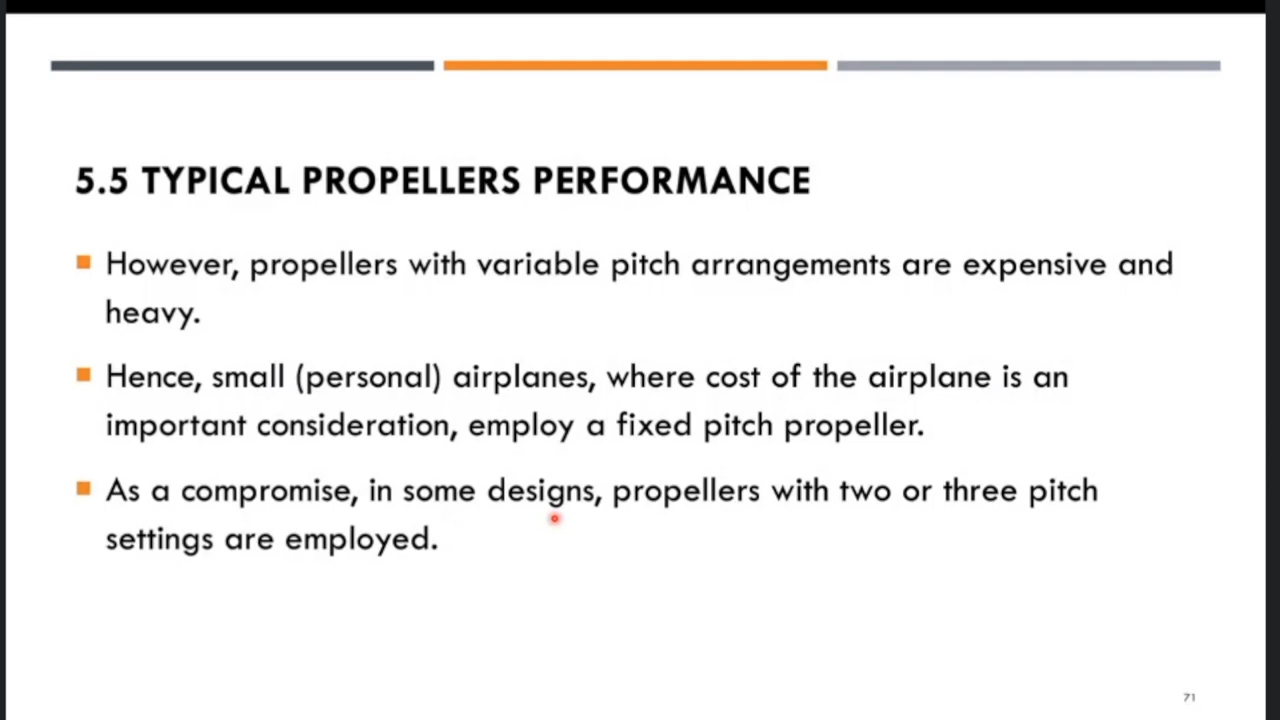 5.5 TYPICAL PROPELLERS PERFORMANCE
However, propellers with variable pitch arrangements are expensive and
heavy.
Hence, small (personal) airplanes, where cost of the airplane is an
important consideration, employ a fixed pitch propeller.
As a compromise, in some designs, propellers with two or three pitch
settings are employed.
71